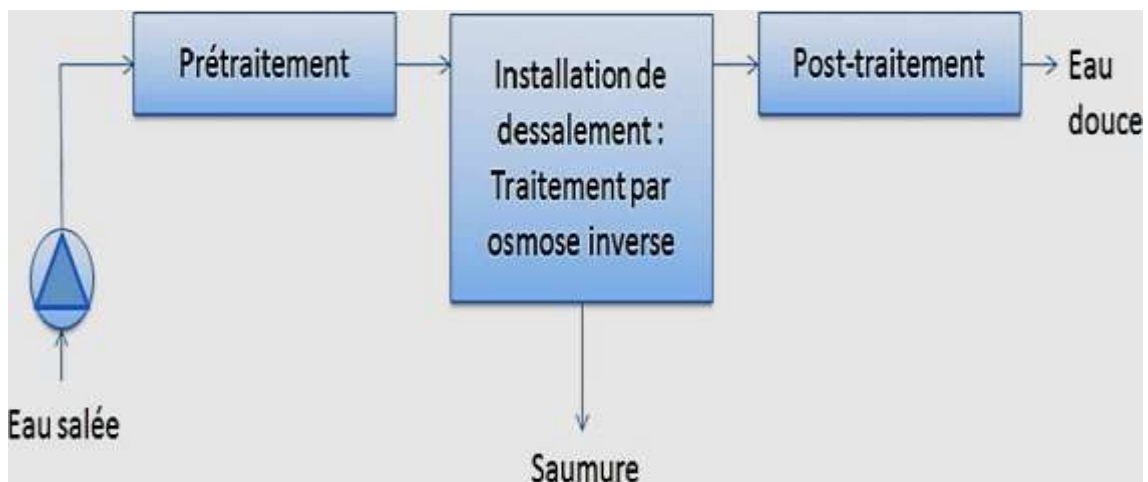 Prétraitement
Installation de
dessalement :
Traitement par
osmose inverse
Post-traitement
Eau
douce
Eau salée
Saumure